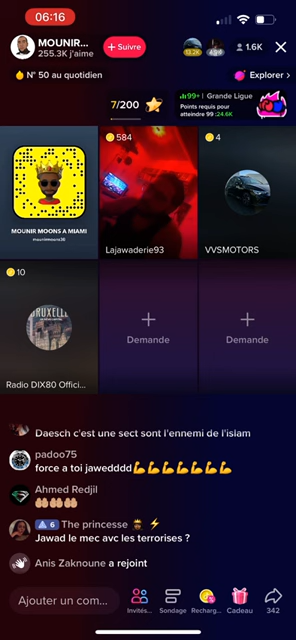 06:16
MOUNIR...
255.3K j'aime
+ Suivre
13.2K
1.6K
N° 50 au quotidien
Explorer >
7/200
99+ | Grande Ligue
Points requis pour
atteindre 99 :24.6K
MOUNIR MOONS A MIAMI
mounirmoons36
584
Lajawaderie93
4
VVSMOTORS
10
BRUXELLE
Radio DIX80 Offici...
Demande
Demande
Daesch c'est une sect sont l'ennemi de l'islam
padoo75
force a toi jawedddd💪💪💪💪💪💪💪
Ahmed Redjil
🤲🏼🤲🏼🤲🏼🤲🏼
6 The princesse 👸 ⚡
Jawad le mec avc les terrorises ?
Anis Zaknoune a rejoint
Ajouter un com...
Invités...
Sondage
Recharg...
Cadeau
342